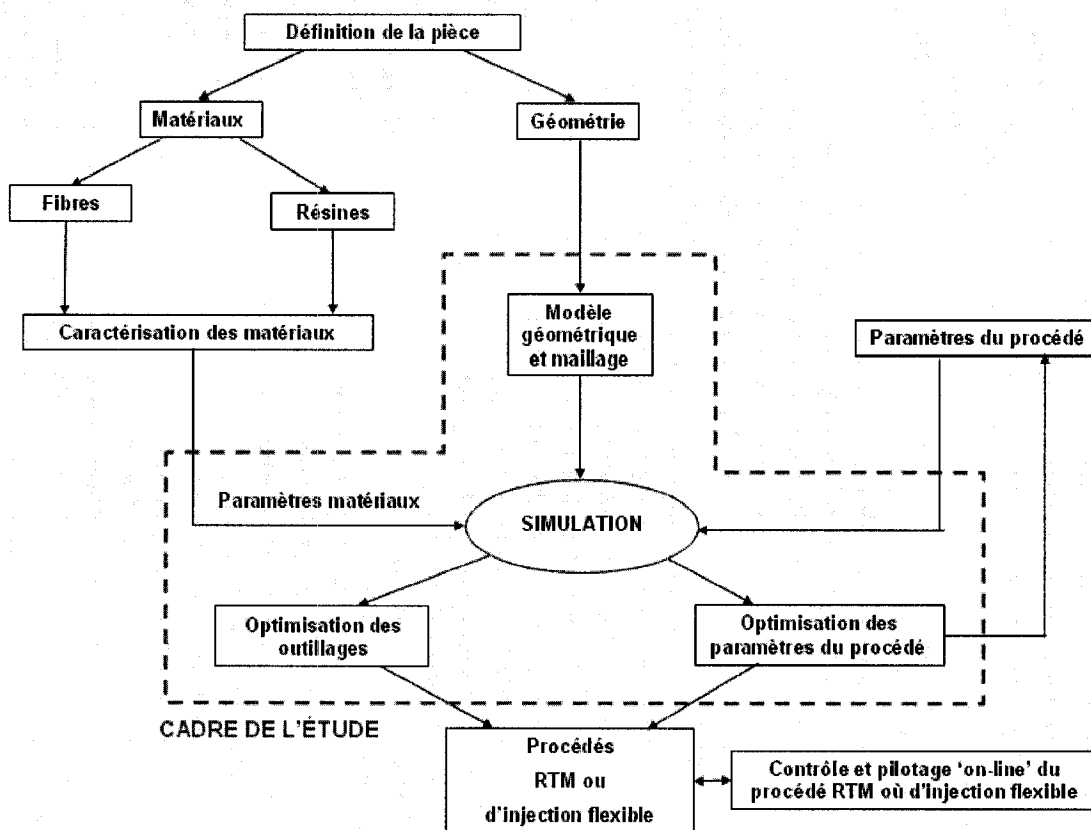 Définition de la pièce
Matériaux
Géométrie
Fibres
Résines
Caractérisation des matériaux
Modèle
géométrique
et maillage
Paramètres du procédé
Paramètres matériaux
SIMULATION
Optimisation des
outillages
Optimisation des
paramètres du procédé
CADRE DE L'ÉTUDE
Procédés
RTM ou
d'injection flexible
Contrôle et pilotage 'on-line' du
procédé RTM où d'injection flexible